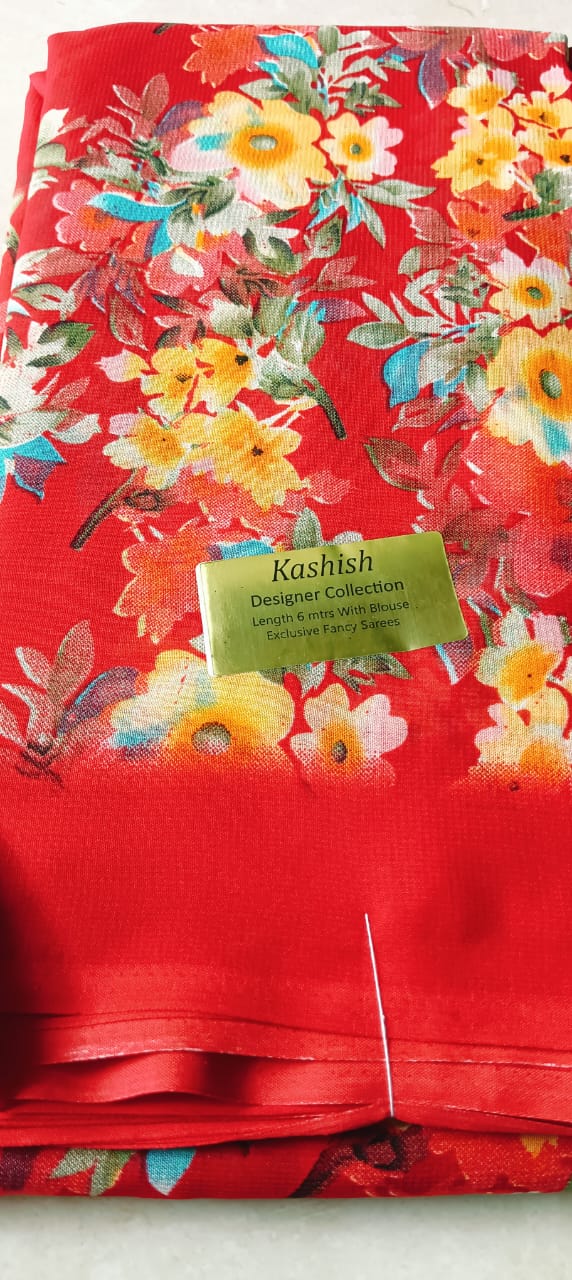 Kashish
Designer Collection
Length 6 mtrs With Blouse
Exclusive Fancy Sarees